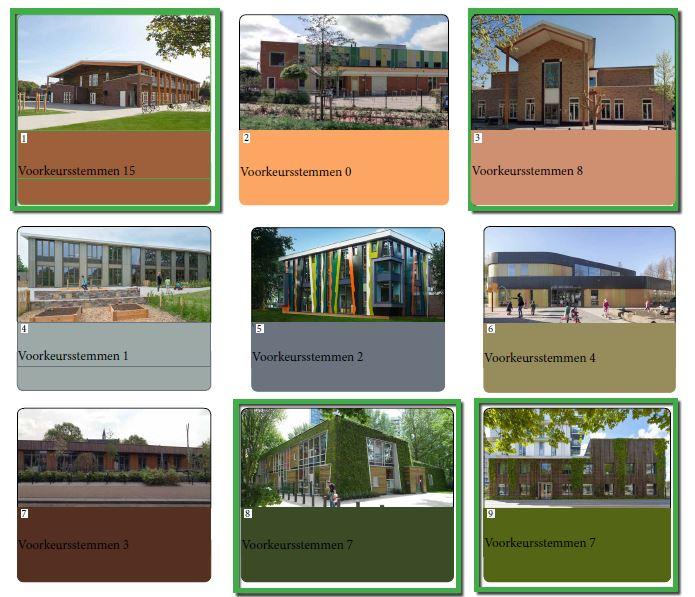 1
Voorkeursstemmen 15
2
Voorkeursstemmen 0
3
Voorkeursstemmen 8
4
Voorkeursstemmen 1
5
Voorkeursstemmen 2
6
Voorkeursstemmen 4
7
Voorkeursstemmen 3
8
Voorkeursstemmen 7
9
Voorkeursstemmen 7